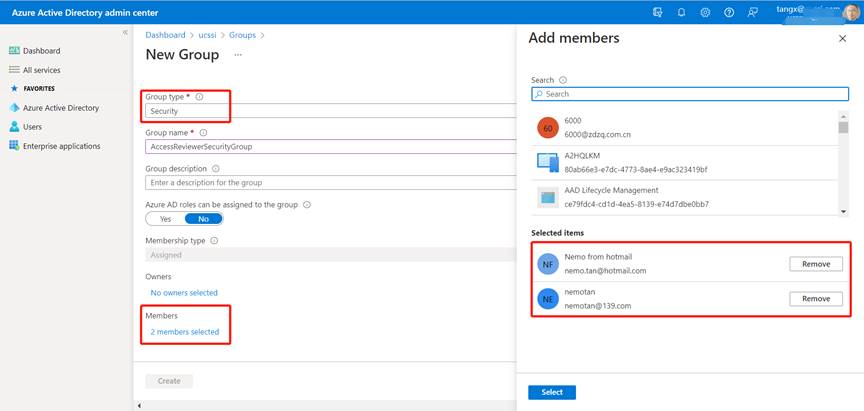 Azure Active Directory admin center
tangx@
Dashboard
All services
FAVORITES
Azure Active Directory
Users
Enterprise applications
Dashboard > ucssi > Groups >
New Group ...
Group type *
Security
Group name *
AccessReviewerSecurityGroup
Group description
Enter a description for the group
Azure AD roles can be assigned to the group
Yes No
Membership type
Assigned
Owners
No owners selected
Members
2 members selected
Create
Add members
Search
Search
60
6000
6000@zdzq.com.cn
A2HQLKM
80ab66e3-e7dc-4773-8ae4-e9ac323419bf
AAD Lifecycle Management
ce79fdc4-cd1d-4ea5-8139-e74d7dbe0bb7
Selected items
NF
Nemo from hotmail
nemo.tan@hotmail.com
Remove
NE
nemotan
nemotan@139.com
Remove
Select